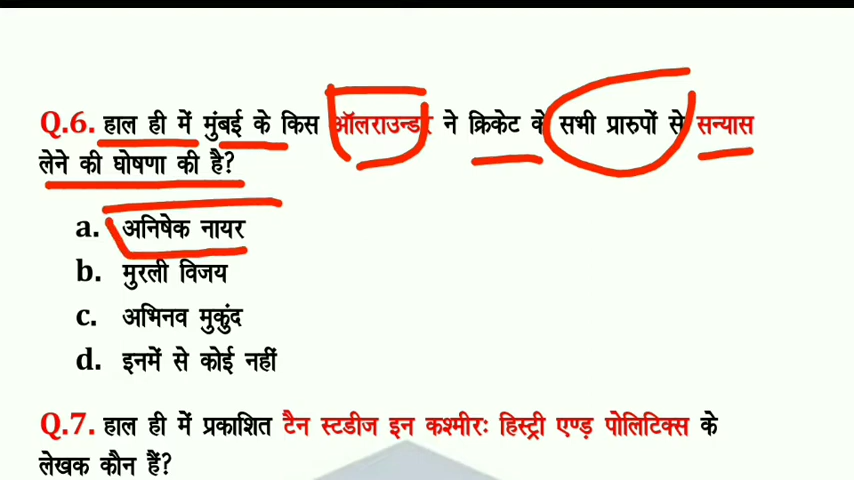 Q.6. हाल ही में मुंबई के किस ऑलराउन्डर ने क्रिकेट के सभी प्रारुपों से सन्यास
लेने की घोषणा की है?
a. अनिषेक नायर
b. मुरली विजय
c. अभिनव मुकुंद
d. इनमें से कोई नहीं
Q.7. हाल ही में प्रकाशित टैन स्टडीज इन कश्मीरः हिस्ट्री एण्ड़ पोलिटिक्स के
लेखक कौन हैं?